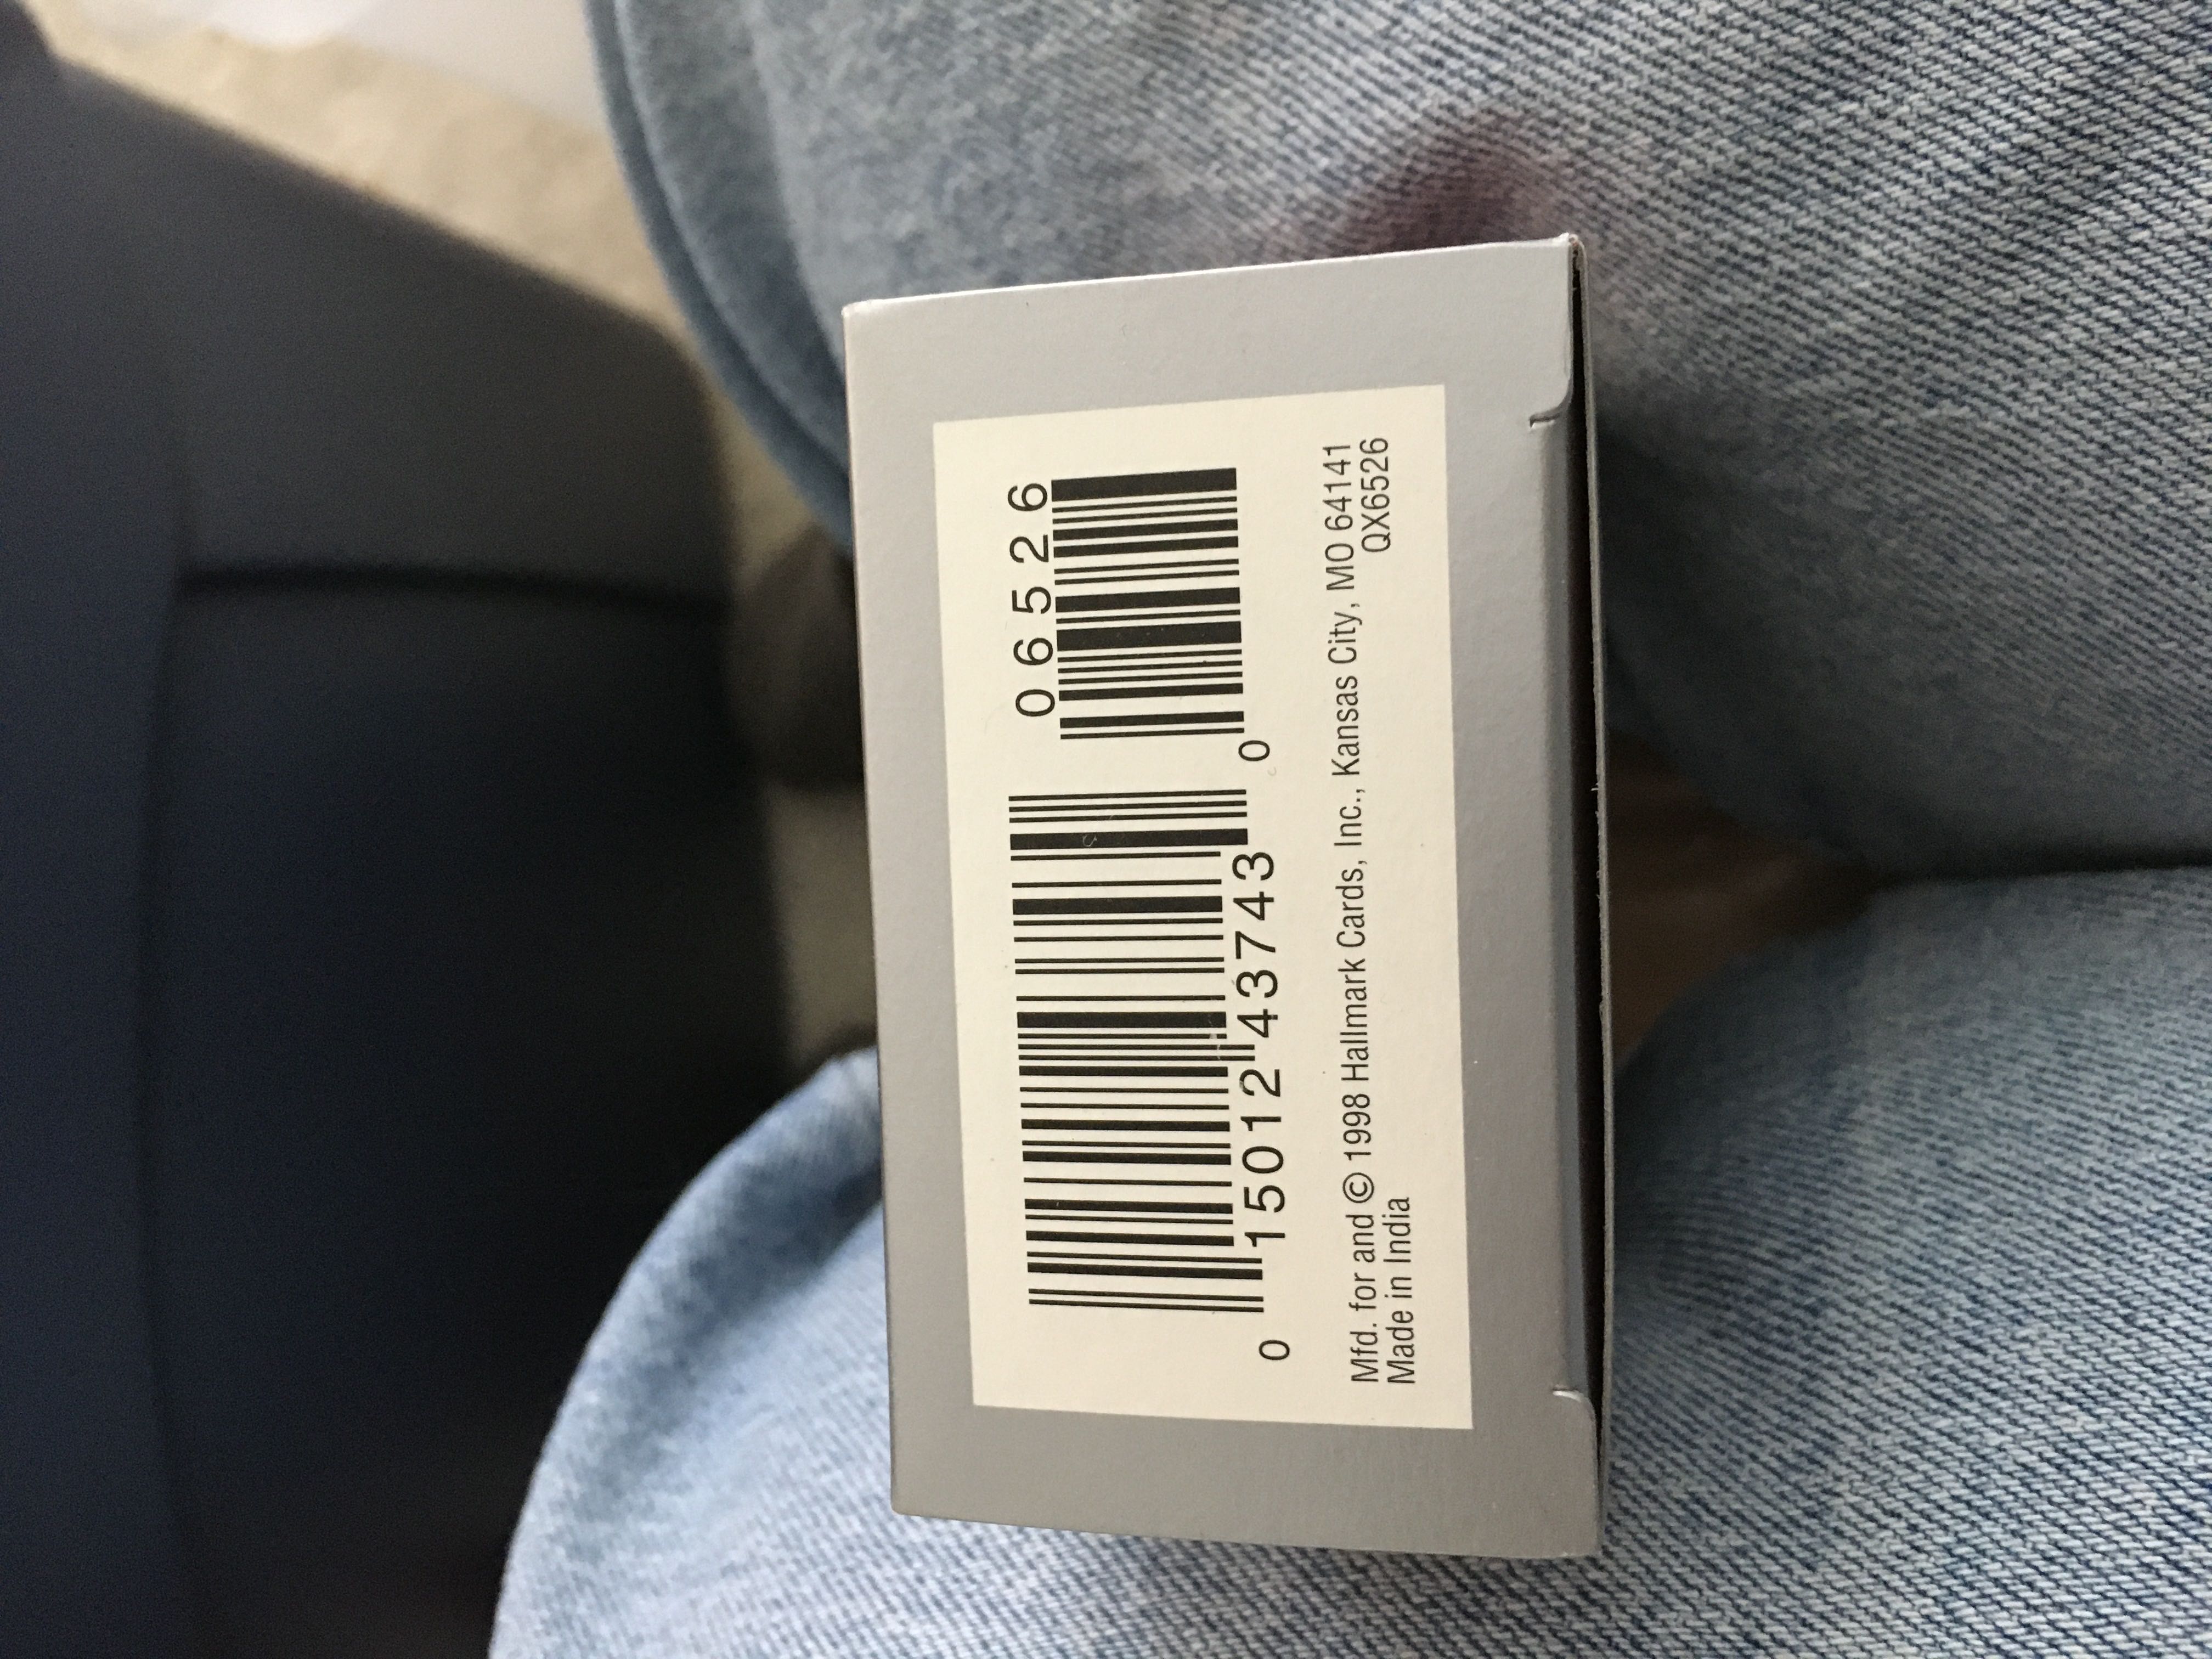 06526
0 15012 43743 0
Mfd. for and © 1998 Hallmark Cards, Inc., Kansas City, MO 64141
Made in India QX6526